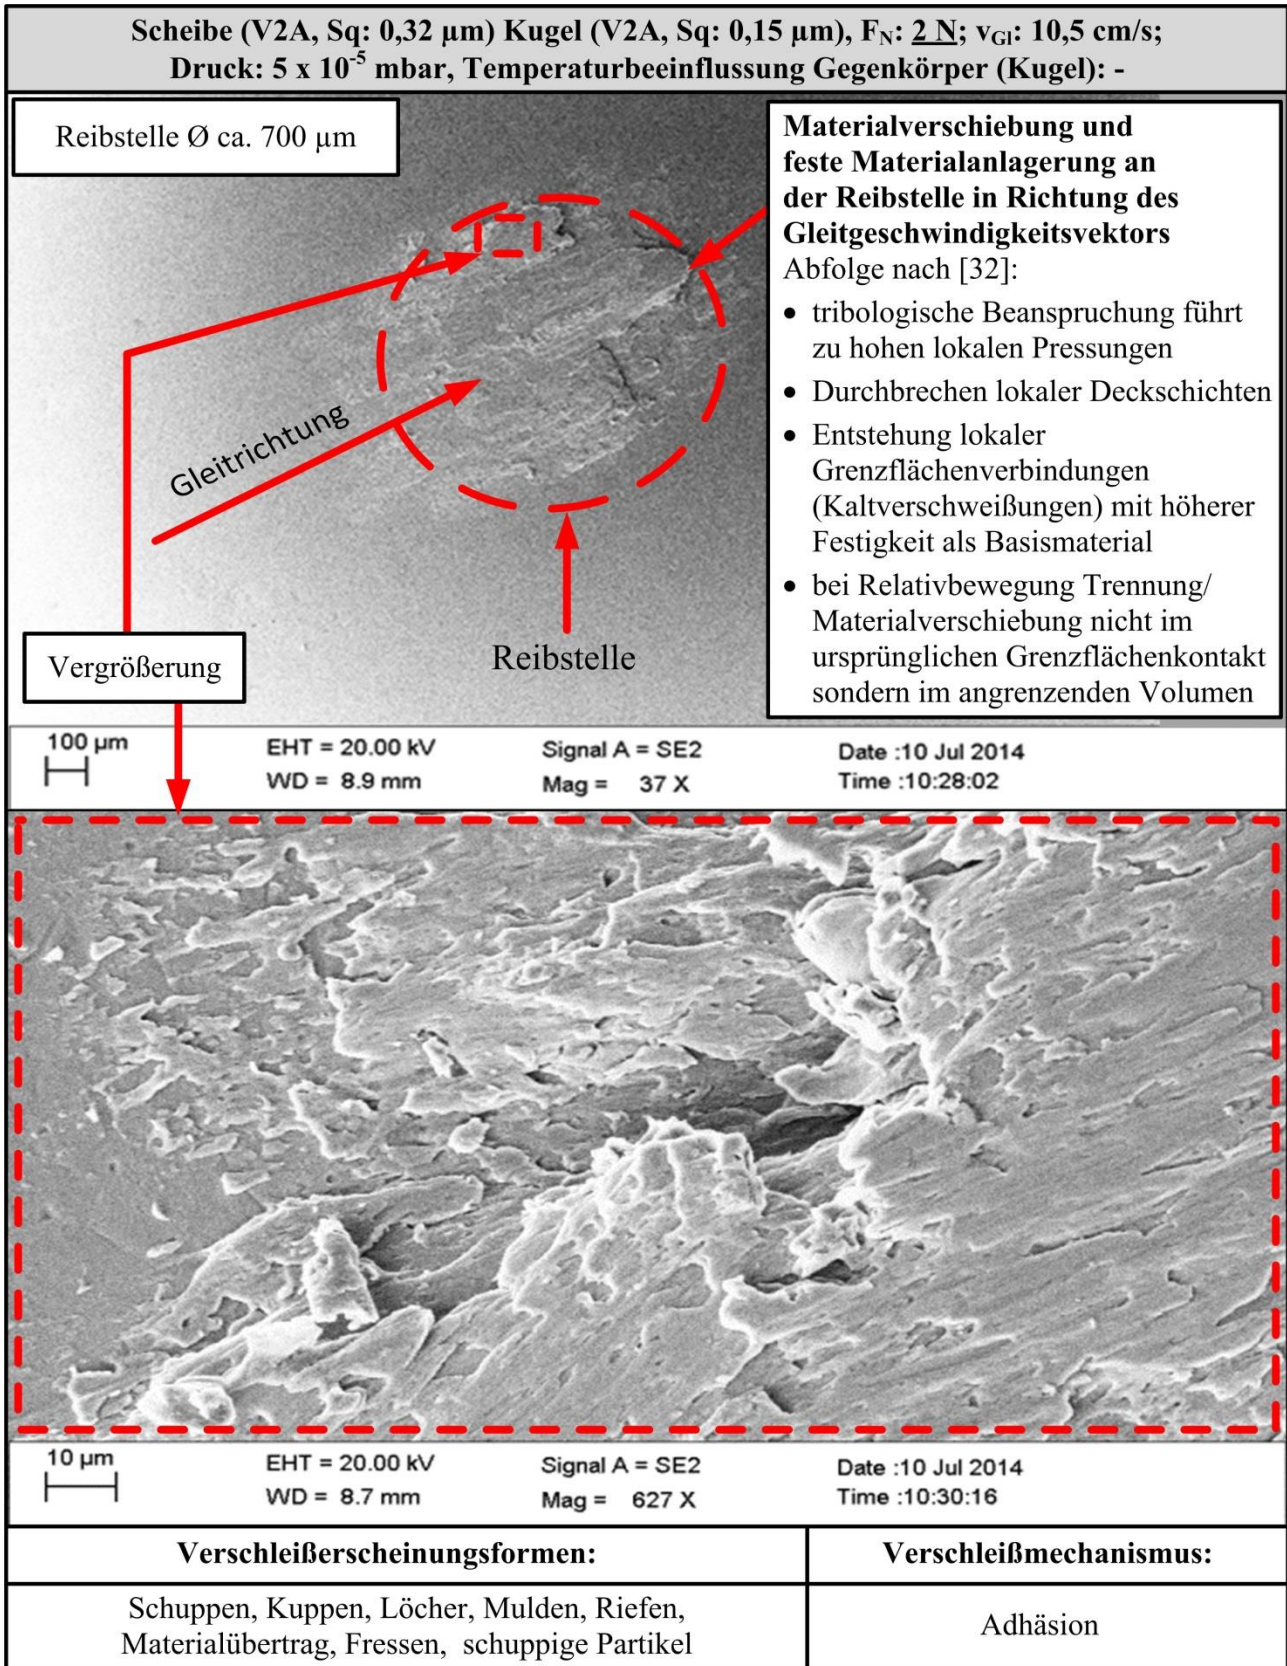 Scheibe (V2A, Sq: 0,32 µm) Kugel (V2A, Sq: 0,15 µm), F_N: 2 N; v_Gl: 10,5 cm/s;
Druck: 5 x 10⁻⁵ mbar, Temperaturbeeinflussung Gegenkörper (Kugel): -
Reibstelle Ø ca. 700 µm
Materialverschiebung und
feste Materialanlagerung an
der Reibstelle in Richtung des
Gleitgeschwindigkeitsvektors
Abfolge nach [32]:
• tribologische Beanspruchung führt
zu hohen lokalen Pressungen
• Durchbrechen lokaler Deckschichten
• Entstehung lokaler
Grenzflächenverbindungen
(Kaltverschweißungen) mit höherer
Festigkeit als Basismaterial
• bei Relativbewegung Trennung/
Materialverschiebung nicht im
ursprünglichen Grenzflächenkontakt
sondern im angrenzenden Volumen
Gleitrichtung
Vergrößerung
Reibstelle
100 µm EHT = 20.00 kV Signal A = SE2 Date :10 Jul 2014
WD = 8.9 mm Mag = 37 X Time :10:28:02
10 µm EHT = 20.00 kV Signal A = SE2 Date :10 Jul 2014
WD = 8.7 mm Mag = 627 X Time :10:30:16
Verschleißerscheinungsformen: Verschleißmechanismus:
Schuppen, Kuppen, Löcher, Mulden, Riefen,
Materialübertrag, Fressen, schuppige Partikel
Adhäsion